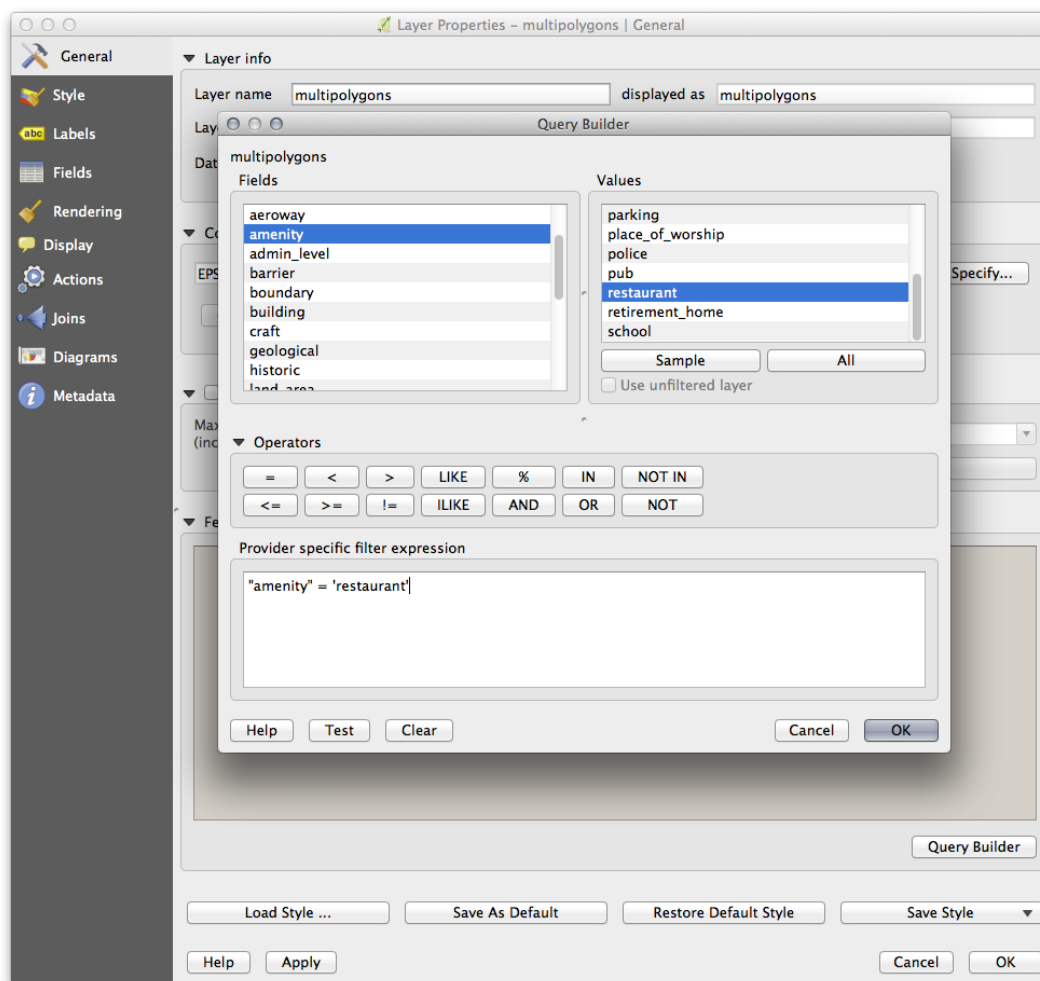 Layer Properties – multipolygons | General
General
Style
Labels
Fields
Rendering
Display
Actions
Joins
Diagrams
Metadata
Layer info
Layer name multipolygons displayed as multipolygons
Query Builder
multipolygons
Fields
aeroway
amenity
admin_level
barrier
boundary
building
craft
geological
historic
land_area
Values
parking
place_of_worship
police
pub
restaurant
retirement_home
school
Sample All
Use unfiltered layer
Specify...
Operators
= < > LIKE % IN NOT IN
<= >= != ILIKE AND OR NOT
Provider specific filter expression
"amenity" = 'restaurant'
Help Test Clear Cancel OK
Query Builder
Load Style ... Save As Default Restore Default Style Save Style
Help Apply Cancel OK